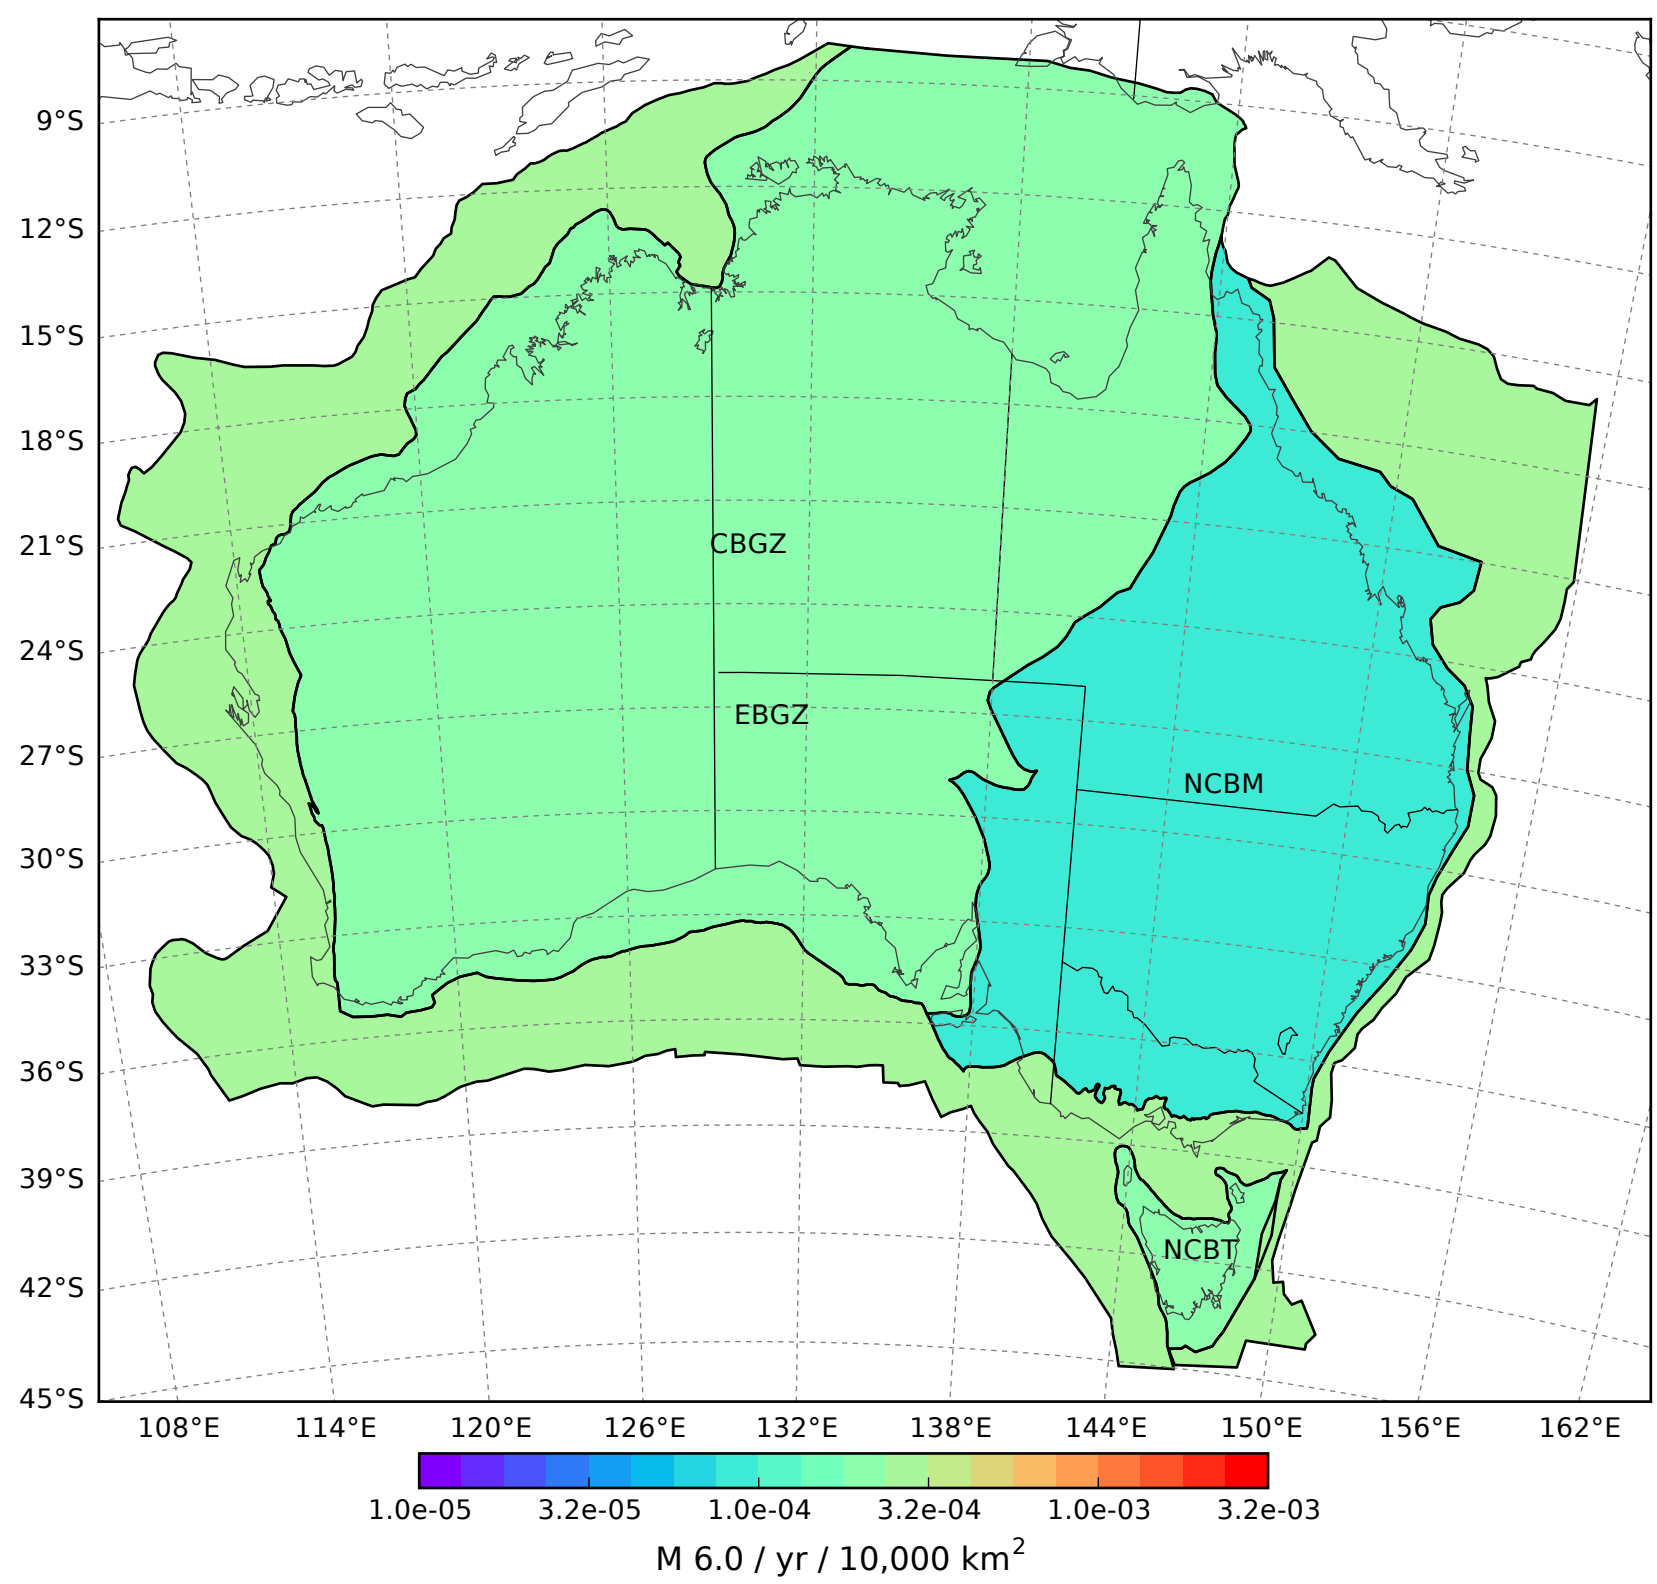 9°S
12°S
15°S
18°S
21°S
24°S
27°S
30°S
33°S
36°S
39°S
42°S
45°S
CBGZ
EBGZ
NCBM
NCBT
108°E 114°E 120°E 126°E 132°E 138°E 144°E 150°E 156°E 162°E
1.0e-05 3.2e-05 1.0e-04 3.2e-04 1.0e-03 3.2e-03
M 6.0 / yr / 10,000 km²